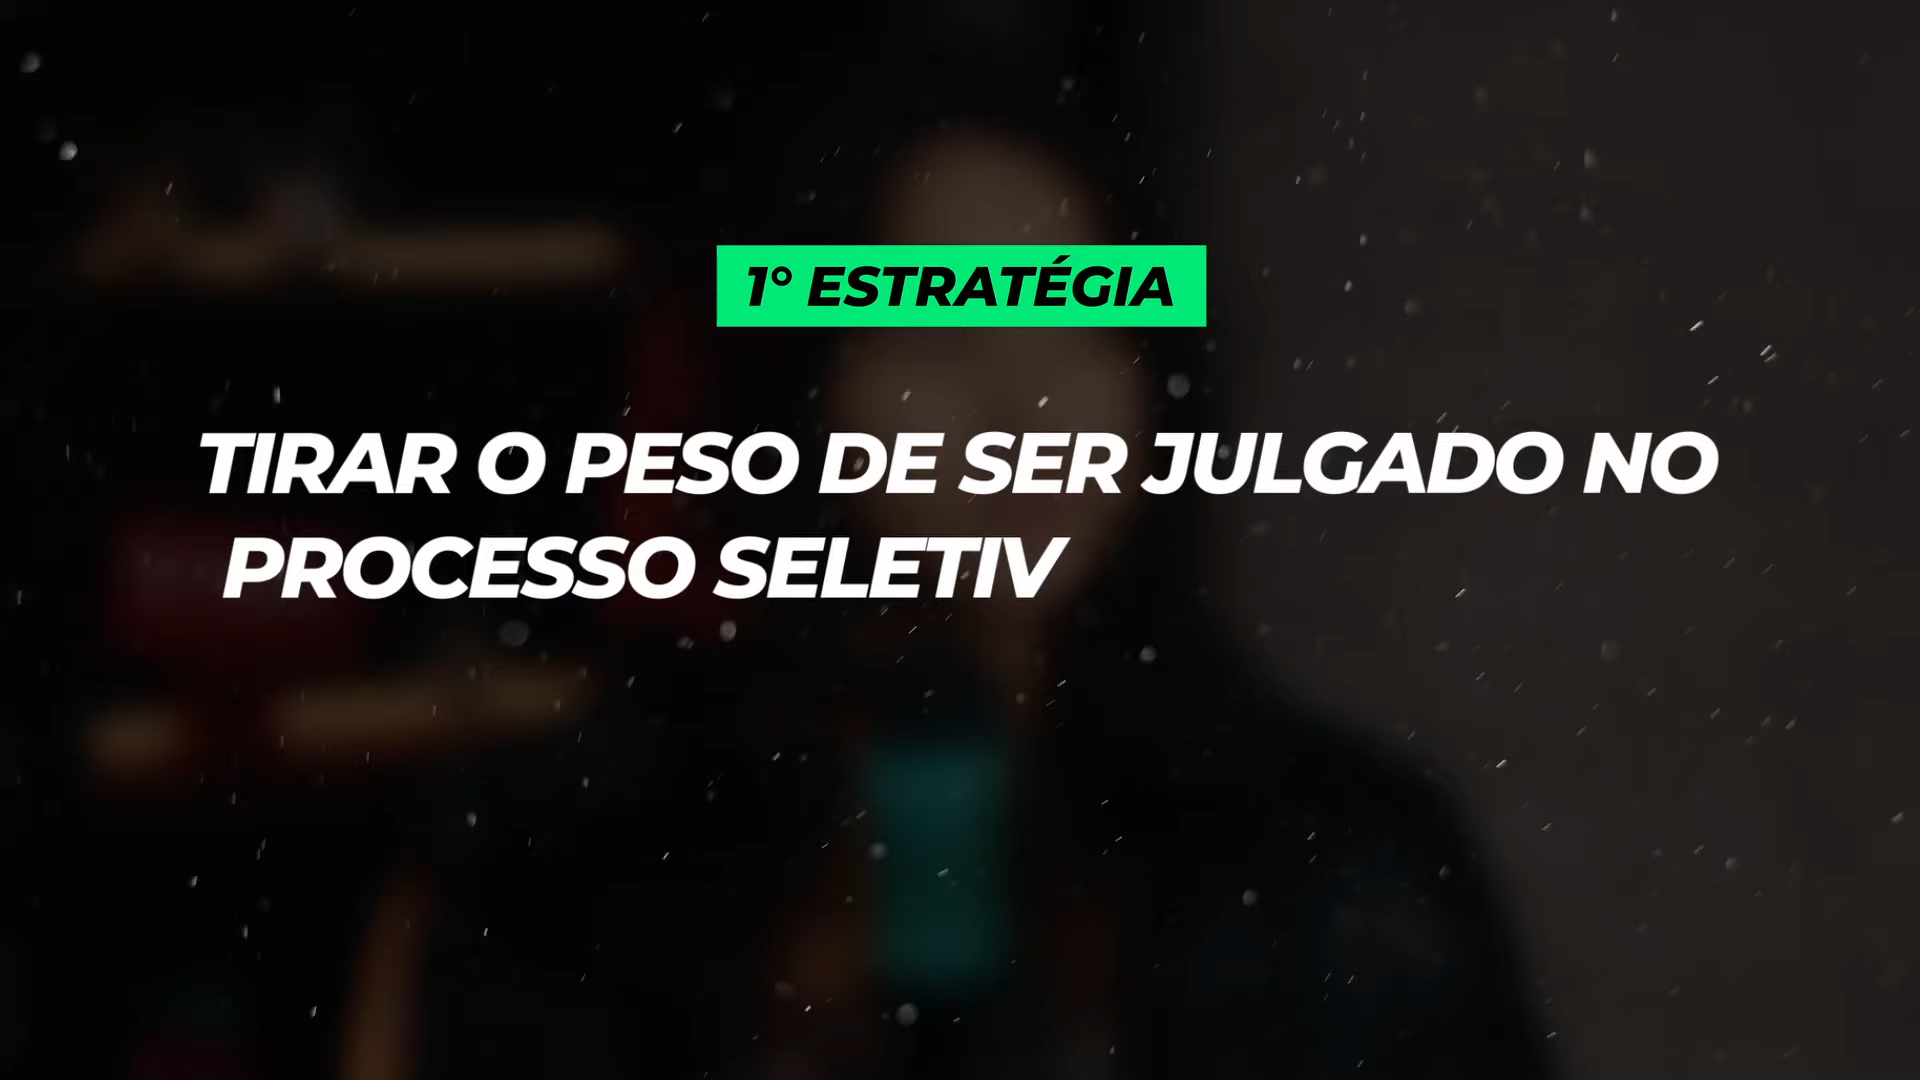 1° ESTRATÉGIA
TIRAR O PESO DE SER JULGADO NO
PROCESSO SELETIV